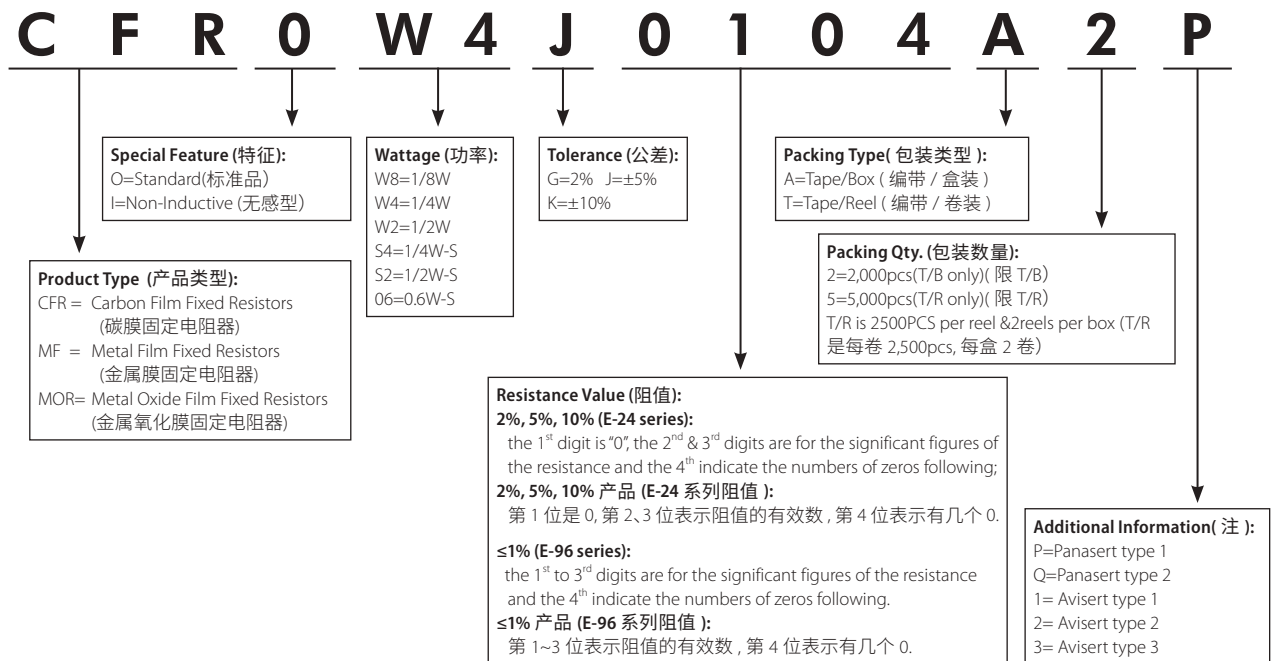 C F R 0 W 4 J 0 1 0 4 A 2 P
Special Feature (特征):
O=Standard(标准品)
I=Non-Inductive (无感型)
Wattage (功率):
W8=1/8W
W4=1/4W
W2=1/2W
S4=1/4W-S
S2=1/2W-S
06=0.6W-S
Tolerance (公差):
G=2% J=±5%
K=±10%
Packing Type( 包装类型 ):
A=Tape/Box ( 编带 / 盒装 )
T=Tape/Reel ( 编带 / 卷装 )
Packing Qty. (包装数量):
2=2,000pcs(T/B only)( 限 T/B)
5=5,000pcs(T/R only)( 限 T/R)
T/R is 2500PCS per reel &2reels per box (T/R
是每卷 2,500pcs, 每盒 2 卷)
Product Type (产品类型):
CFR = Carbon Film Fixed Resistors
(碳膜固定电阻器)
MF = Metal Film Fixed Resistors
(金属膜固定电阻器)
MOR= Metal Oxide Film Fixed Resistors
(金属氧化膜固定电阻器)
Resistance Value (阻值):
2%, 5%, 10% (E-24 series):
the 1st digit is "0", the 2nd & 3rd digits are for the significant figures of
the resistance and the 4th indicate the numbers of zeros following;
2%, 5%, 10% 产品 (E-24 系列阻值 ):
第 1 位是 0, 第 2、3 位表示阻值的有效数 , 第 4 位表示有几个 0.
≤1% (E-96 series):
the 1st to 3rd digits are for the significant figures of the resistance
and the 4th indicate the numbers of zeros following.
≤1% 产品 (E-96 系列阻值 ):
第 1~3 位表示阻值的有效数 , 第 4 位表示有几个 0.
Additional Information( 注 ):
P=Panasert type 1
Q=Panasert type 2
1= Avisert type 1
2= Avisert type 2
3= Avisert type 3